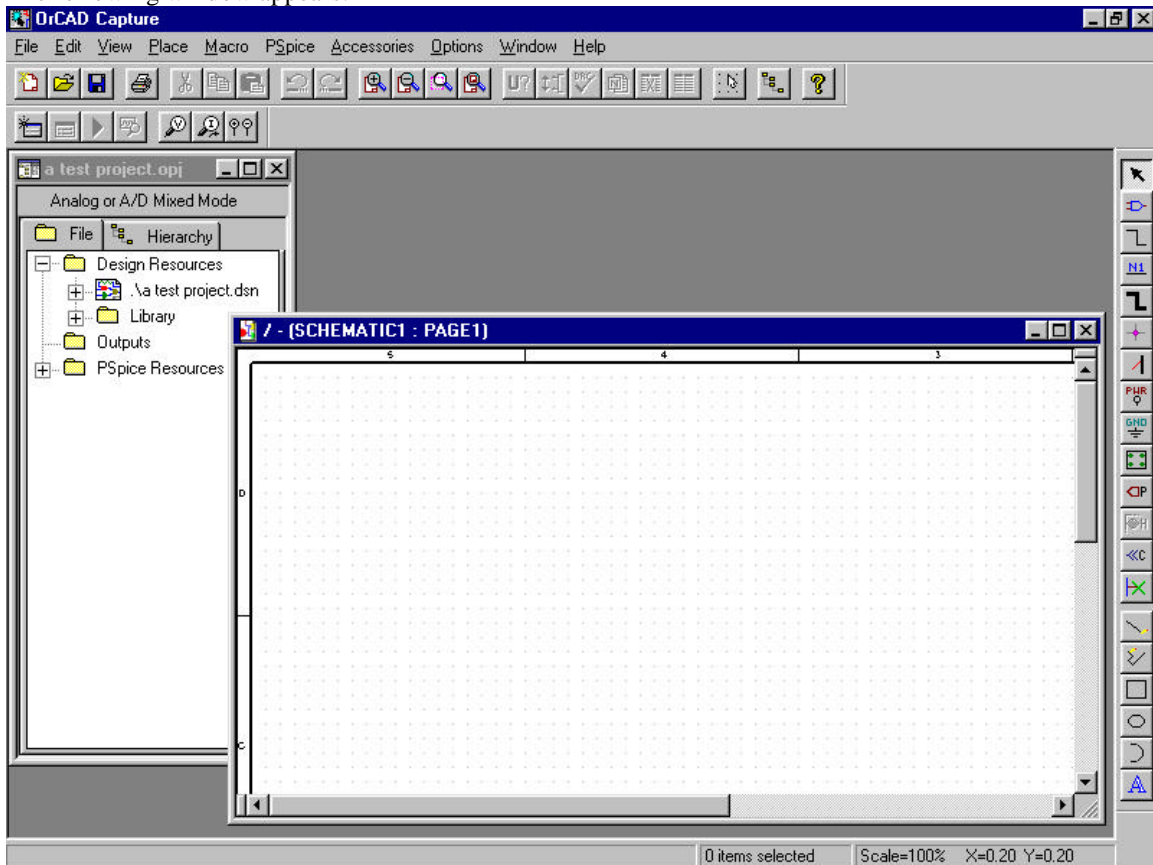 OrCAD Capture
File Edit View Place Macro PSpice Accessories Options Window Help
U? DRC EXE ?
V I
a test project.opj
Analog or A/D Mixed Mode
File Hierarchy
Design Resources
.\a test project.dsn
Library
Outputs
PSpice Resources
/ - (SCHEMATIC1 : PAGE1)
5 4 3
D
C
N1
PWR
GND
P
H
C
A
0 items selected Scale=100% X=0.20 Y=0.20